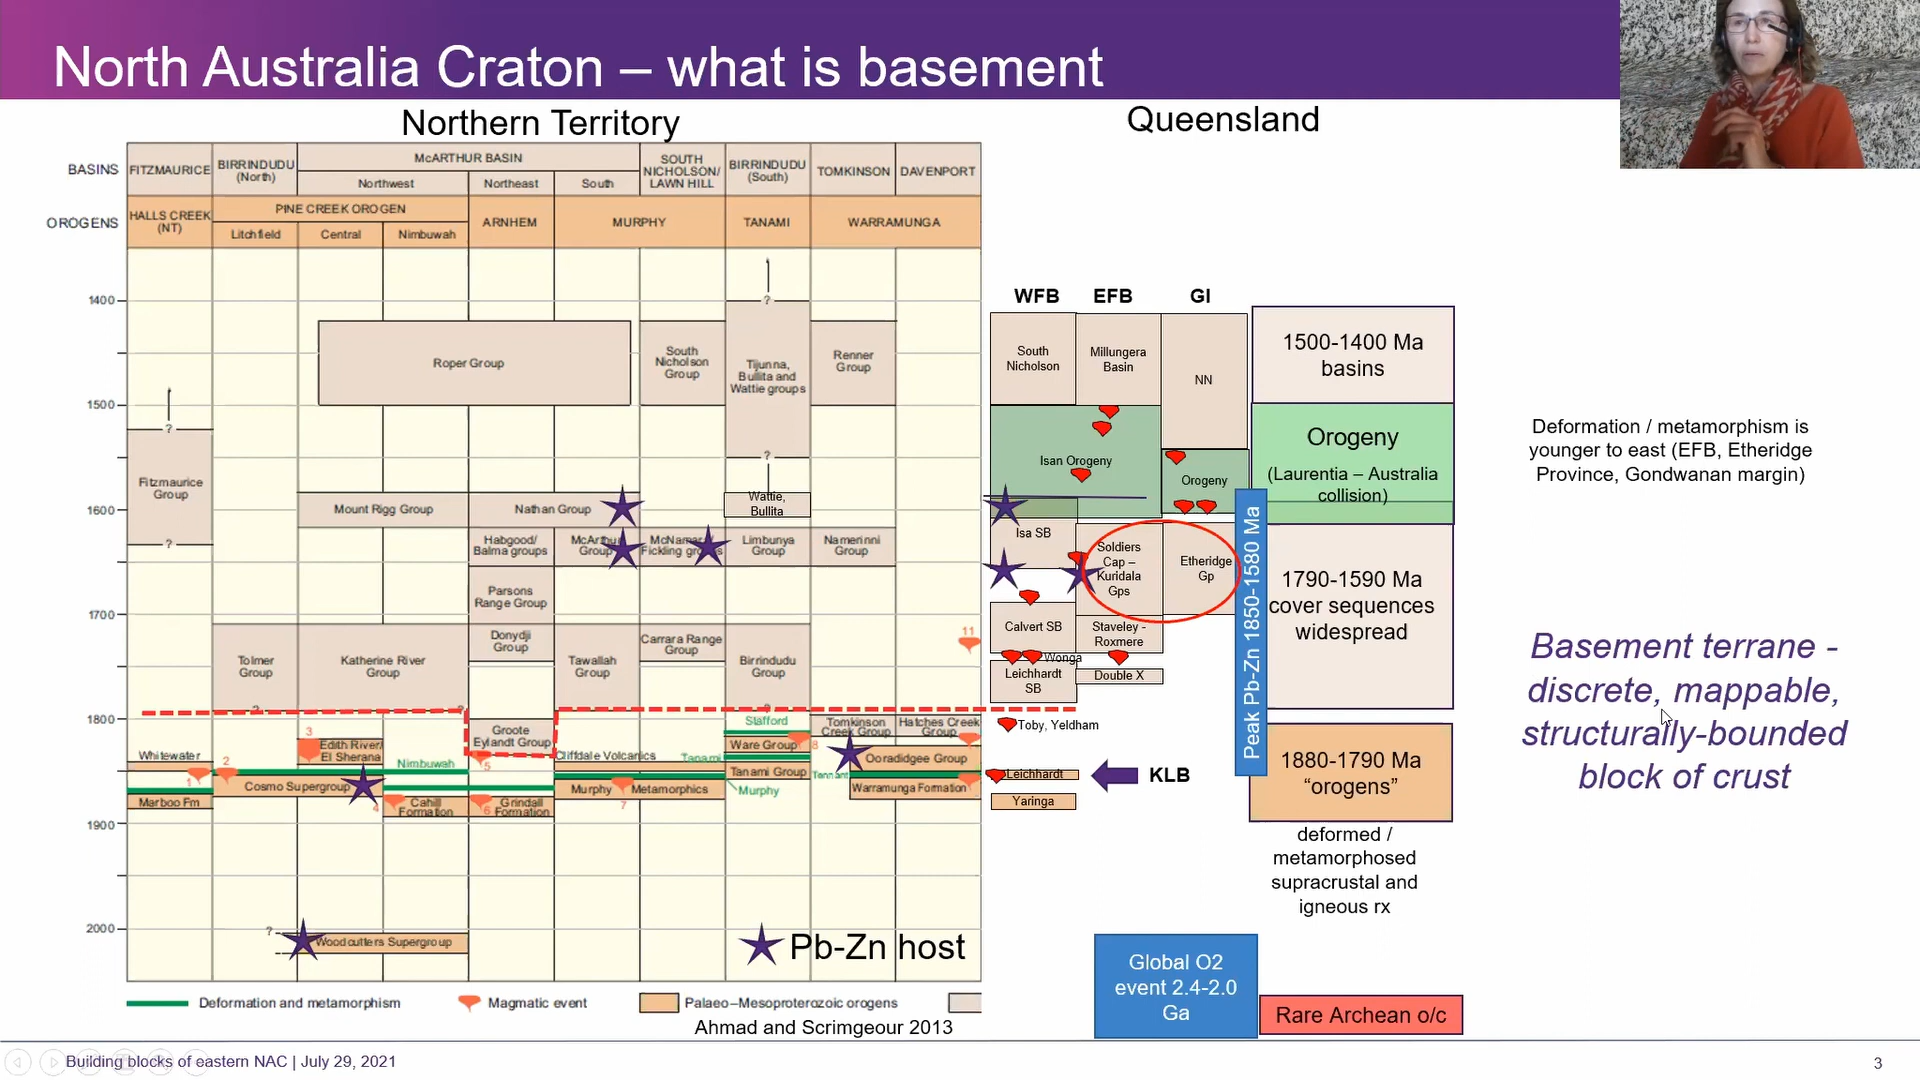 North Australia Craton – what is basement
Northern Territory
Queensland
BASINS
FITZMAURICE
BIRRINDUDU
(North)
McARTHUR BASIN
Northwest
Northeast
South
SOUTH
NICHOLSON/
LAWN HILL
BIRRINDUDU
(South)
TOMKINSON
DAVENPORT
OROGENS
HALLS CREEK
(NT)
PINE CREEK OROGEN
Litchfield
Central
Nimbuwah
ARNHEM
MURPHY
TANAMI
WARRAMUNGA
1400
?
Roper Group
South
Nicholson
Group
Tijunna,
Bullita and
Wattie groups
Renner
Group
1500
?
?
Fitzmaurice
Group
Mount Rigg Group
Nathan Group
Wattie,
Bullita
1600
?
Habgood/
Balma groups
McArthur
Group
McNamara/
Fickling groups
Limbunya
Group
Namerinni
Group
Parsons
Range Group
1700
Donydji
Group
Carrara Range
Group
11
Tolmer
Group
Katherine River
Group
Tawallah
Group
Birrindudu
Group
?
?
?
1800
Groote
Eylandt Group
Stafford
Tomkinson
Creek Group
Hatches Creek
Group
3
Edith River/
El Sherana
Ware Group
8
Whitewater
2
Nimbuwah
5
Cliffdale Volcanics
Tanami
Ooradidgee Group
1
Tanami Group
Tennant
Cosmo Supergroup
Murphy Metamorphics
Murphy
Warramunga Formation
Marboo Fm
4
Cahill
Formation
6
Grindall
Formation
7
1900
2000
?
Woodcutters Supergroup
Pb-Zn host
Deformation and metamorphism
Magmatic event
Palaeo–Mesoproterozoic orogens
Ahmad and Scrimgeour 2013
WFB
EFB
GI
South
Nicholson
Millungera
Basin
NN
Isan Orogeny
Orogeny
Isa SB
Soldiers
Cap –
Kuridala
Gps
Etheridge
Gp
Calvert SB
Staveley -
Roxmere
Wonga
Leichhardt
SB
Double X
Toby, Yeldham
Leichhardt
KLB
Yaringa
Peak Pb-Zn 1850-1580 Ma
1500-1400 Ma
basins
Orogeny
(Laurentia – Australia
collision)
1790-1590 Ma
cover sequences
widespread
1880-1790 Ma
“orogens”
deformed /
metamorphosed
supracrustal and
igneous rx
Global O2
event 2.4-2.0
Ga
Rare Archean o/c
Deformation / metamorphism is
younger to east (EFB, Etheridge
Province, Gondwanan margin)
Basement terrane -
discrete, mappable,
structurally-bounded
block of crust
Building blocks of eastern NAC | July 29, 2021
3